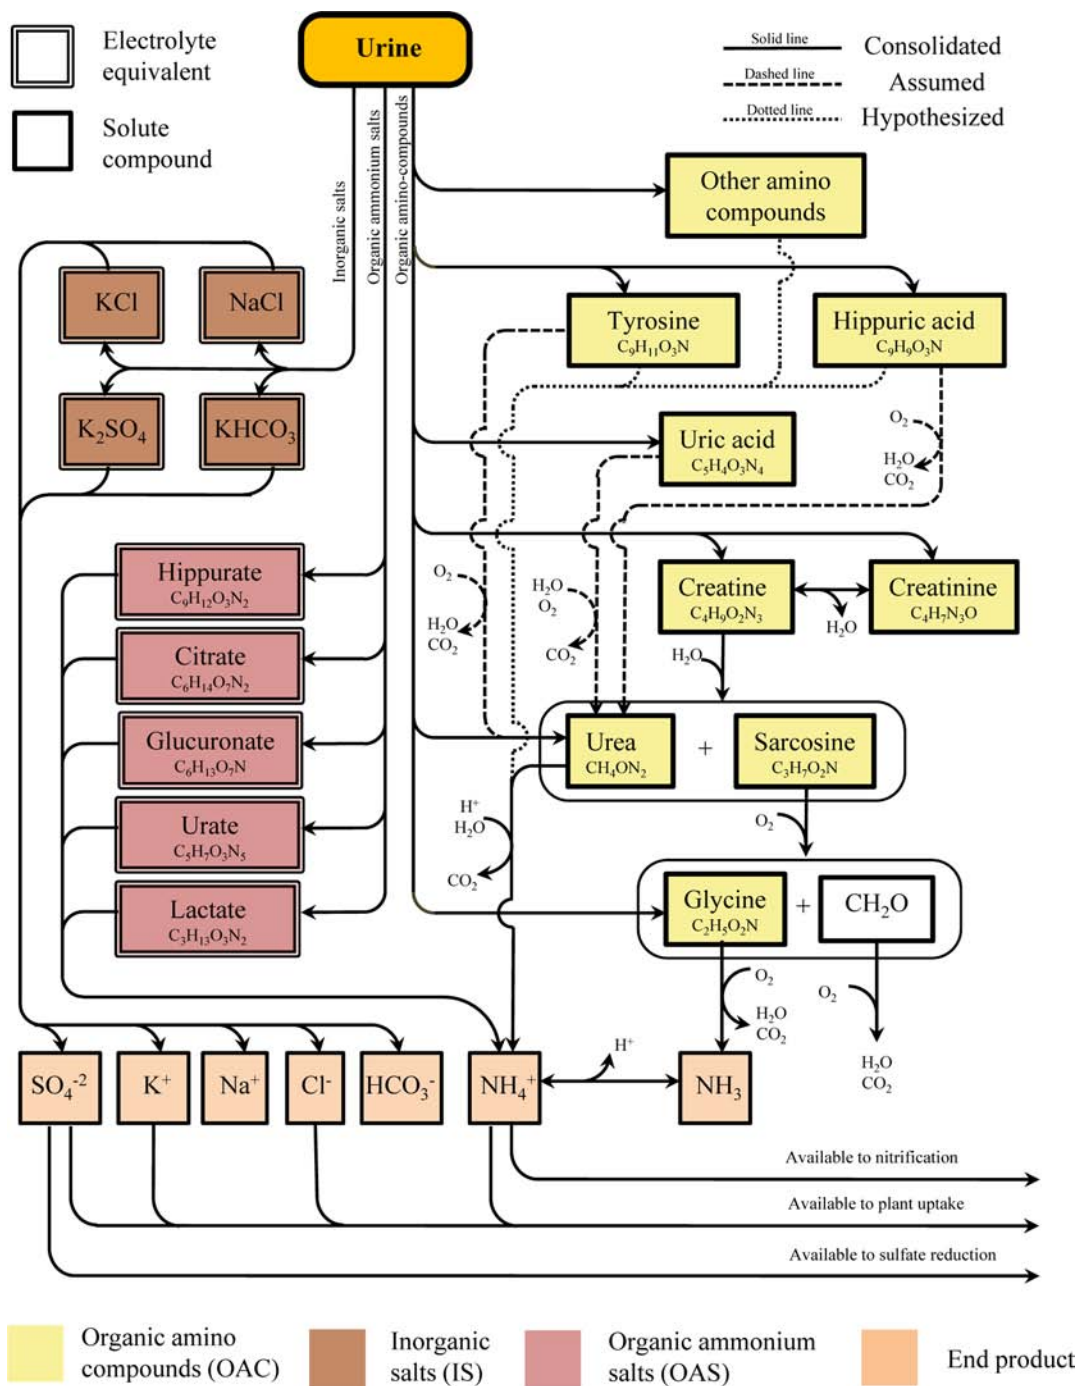 Electrolyte
equivalent
Solute
compound
Urine
Solid line
Consolidated
Dashed line
Assumed
Dotted line
Hypothesized
Inorganic salts
Organic ammonium salts
Organic amino-compounds
Other amino
compounds
KCl
NaCl
K₂SO₄
KHCO₃
Tyrosine
C₉H₁₁O₃N
Hippuric acid
C₉H₉O₃N
Uric acid
C₅H₄O₃N₄
O₂
H₂O
CO₂
Hippurate
C₉H₁₂O₃N₂
Citrate
C₆H₁₄O₇N₂
Glucuronate
C₆H₁₃O₇N
Urate
C₅H₇O₃N₅
Lactate
C₃H₁₃O₃N₂
O₂
H₂O
CO₂
H₂O
O₂
CO₂
Creatine
C₄H₉O₂N₃
H₂O
Creatinine
C₄H₇N₃O
H₂O
Urea
CH₄ON₂
+
Sarcosine
C₃H₇O₂N
H⁺
H₂O
CO₂
O₂
Glycine
C₂H₅O₂N
+
CH₂O
O₂
H₂O
CO₂
O₂
H₂O
CO₂
SO₄⁻²
K⁺
Na⁺
Cl⁻
HCO₃⁻
NH₄⁺
H⁺
NH₃
Available to nitrification
Available to plant uptake
Available to sulfate reduction
Organic amino
compounds (OAC)
Inorganic
salts (IS)
Organic ammonium
salts (OAS)
End product